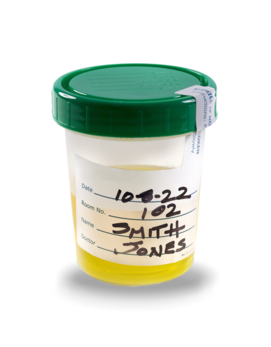 Date 10-8-22
Room No. 102
Name SMITH
Doctor JONES